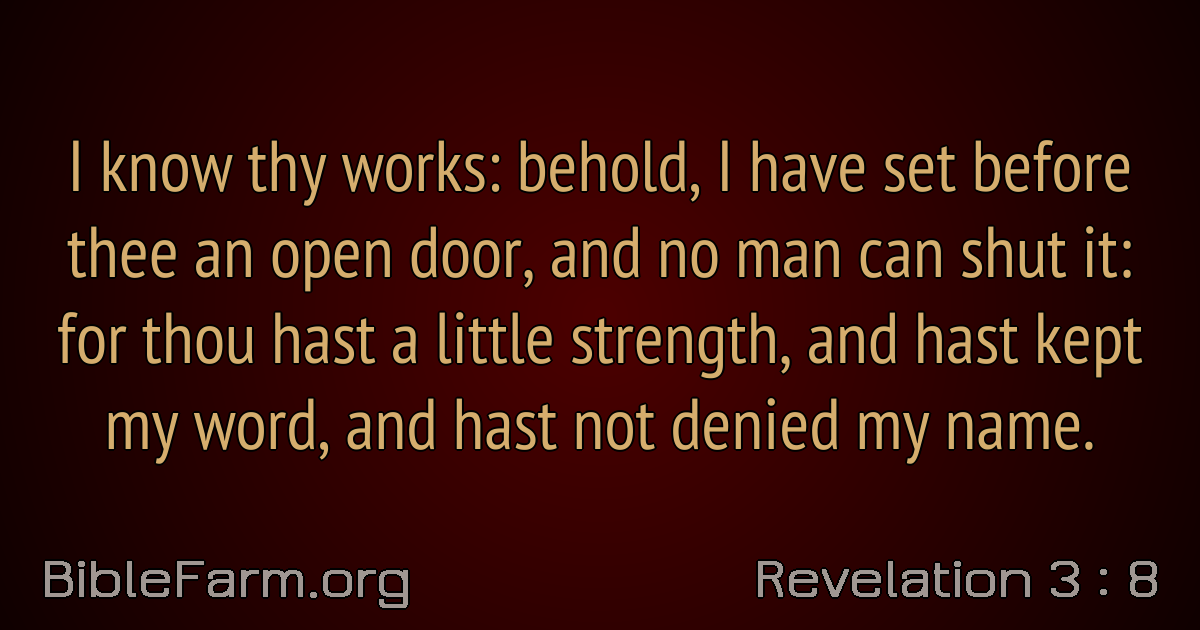 I know thy works: behold, I have set before
thee an open door, and no man can shut it:
for thou hast a little strength, and hast kept
my word, and hast not denied my name.
BibleFarm.org
Revelation 3 : 8